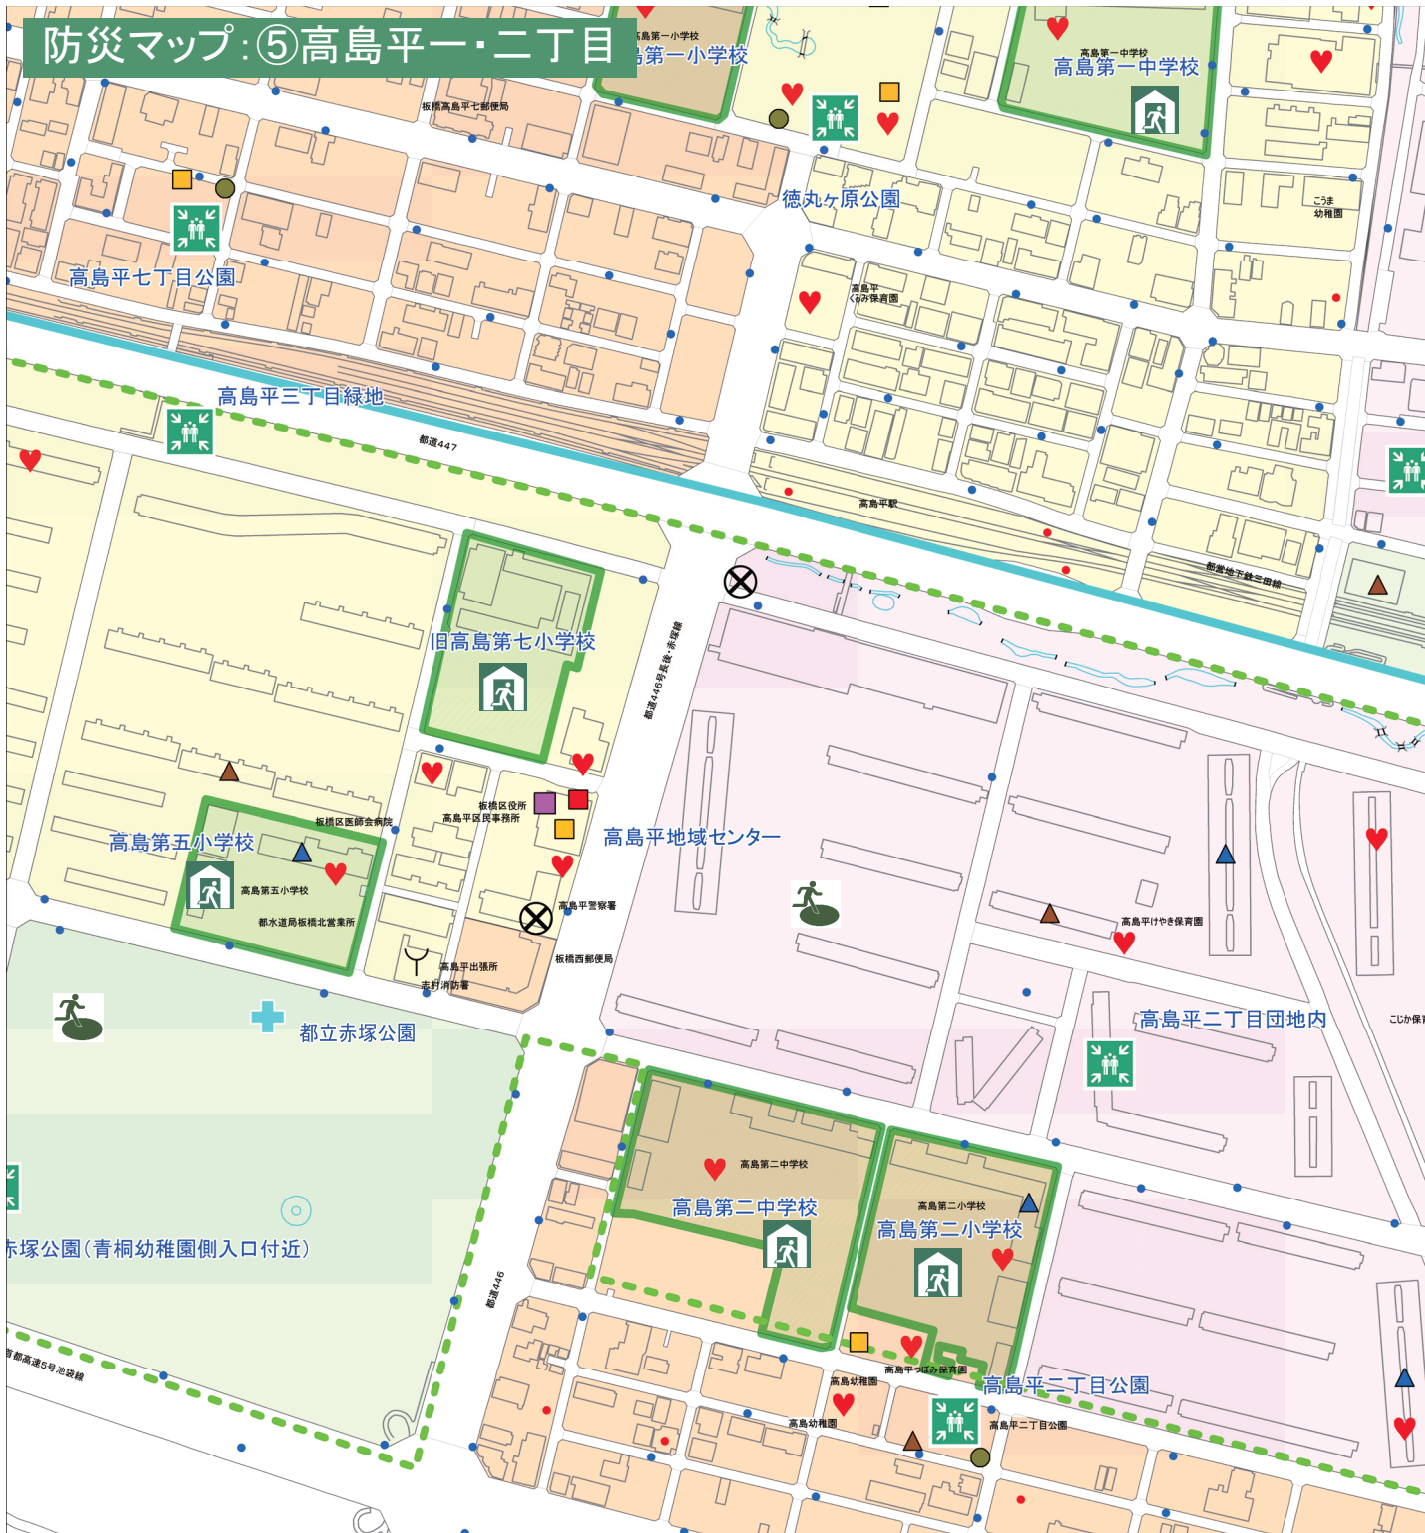 防災マップ:⑤高島平一・二丁目
高島第一小学校
島第一小学校
高島第一中学校
高島第一中学校
板橋高島平七郵便局
徳丸ヶ原公園
こうま
幼稚園
高島平七丁目公園
高島平
くるみ保育園
高島平三丁目緑地
都道447
高島平駅
都営地下鉄三田線
旧高島第七小学校
都道446号長後・赤塚線
板橋区役所
高島平区民事務所
板橋区医師会病院
高島平地域センター
高島第五小学校
高島第五小学校
都水道局板橋北営業所
高島平警察署
高島平けやき保育園
板橋西郵便局
高島平出張所
志村消防署
高島平二丁目団地内
こじか保育
都立赤塚公園
高島第二中学校
高島第二中学校
高島第二小学校
高島第二小学校
赤塚公園(青桐幼稚園側入口付近)
都道446
首都高速5号池袋線
高島平つぼみ保育園
高島幼稚園
高島平二丁目公園
高島幼稚園
高島平二丁目公園